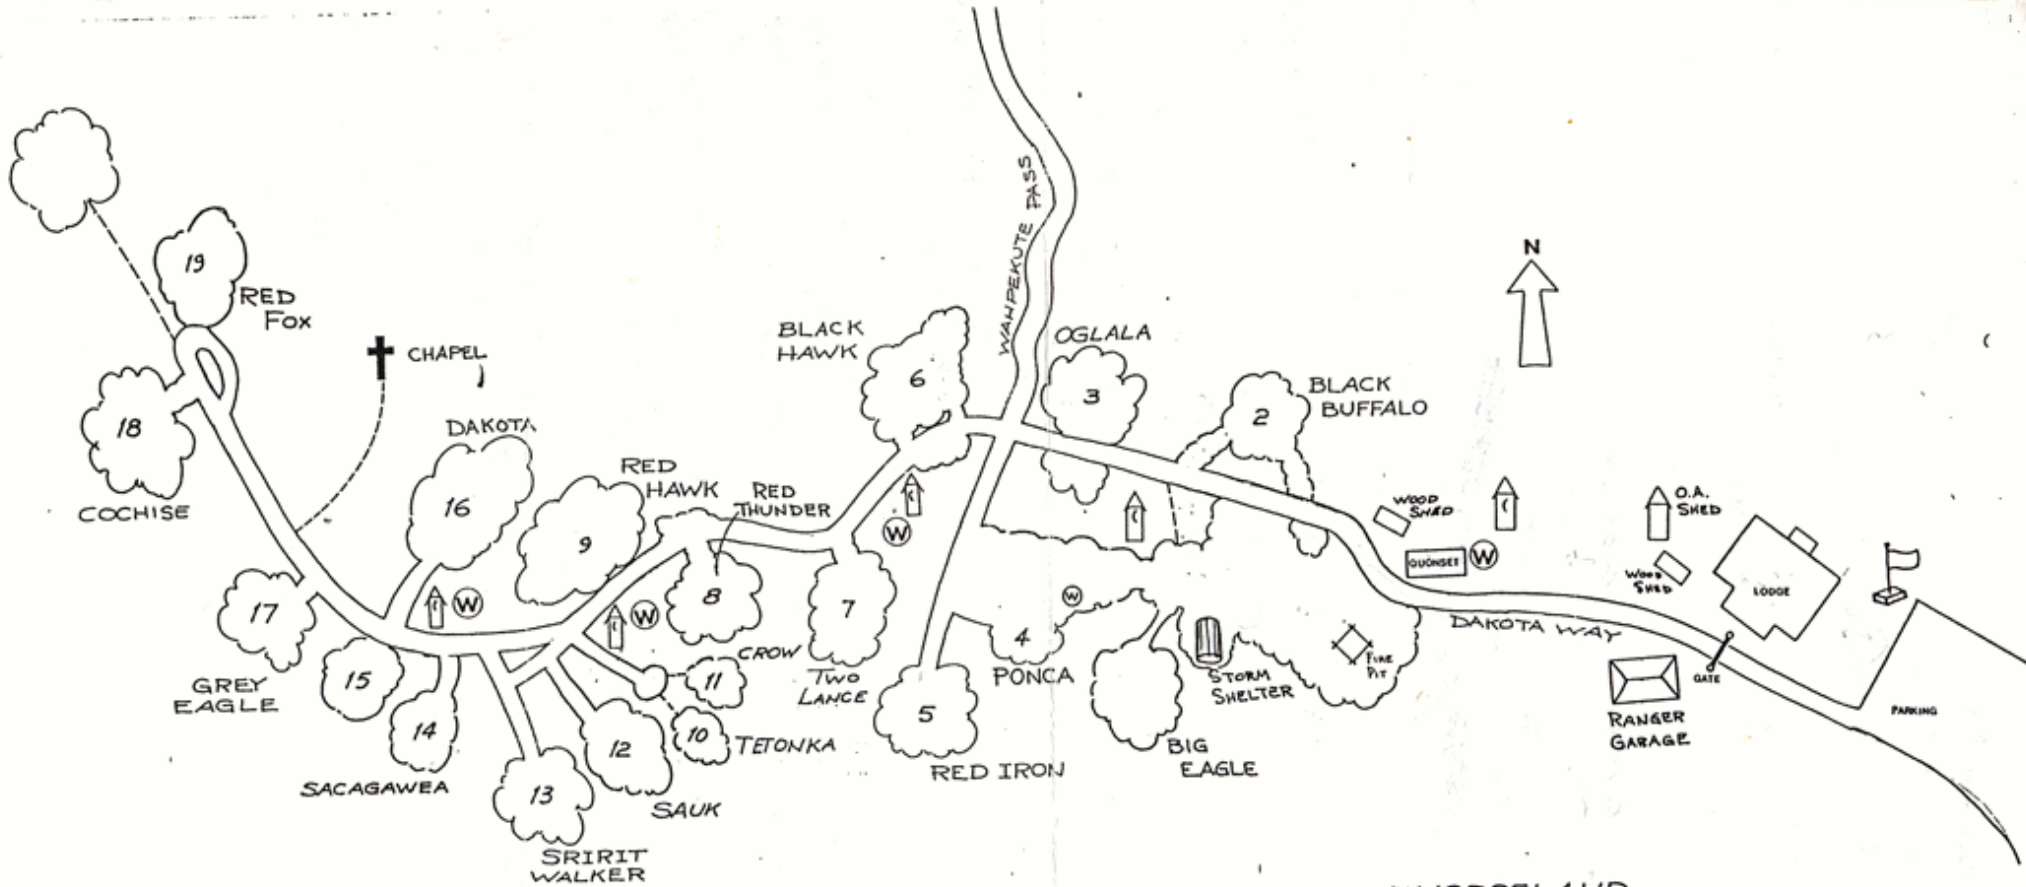 19
RED
FOX
CHAPEL
18
COCHISE
DAKOTA
16
RED
HAWK
9
RED
THUNDER
8
BLACK
HAWK
6
WAHPEKUTE PASS
OGLALA
3
N
BLACK
BUFFALO
2
W
WOOD
SHED
QUONSET
W
O.A.
SHED
WOOD
SHED
LODGE
17
GREY
EAGLE
15
14
SACAGAWEA
W
W
CROW
11
10
TETONKA
12
SAUK
13
SRIRIT
WALKER
7
TWO
LANCE
5
RED IRON
W
4
PONCA
BIG
EAGLE
STORM
SHELTER
FIRE
PIT
DAKOTA WAY
GATE
RANGER
GARAGE
PARKING